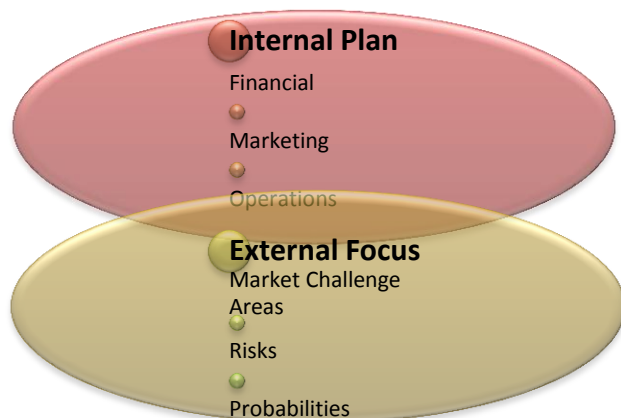 Internal Plan
Financial
Marketing
Operations
External Focus
Market Challenge
Areas
Risks
Probabilities